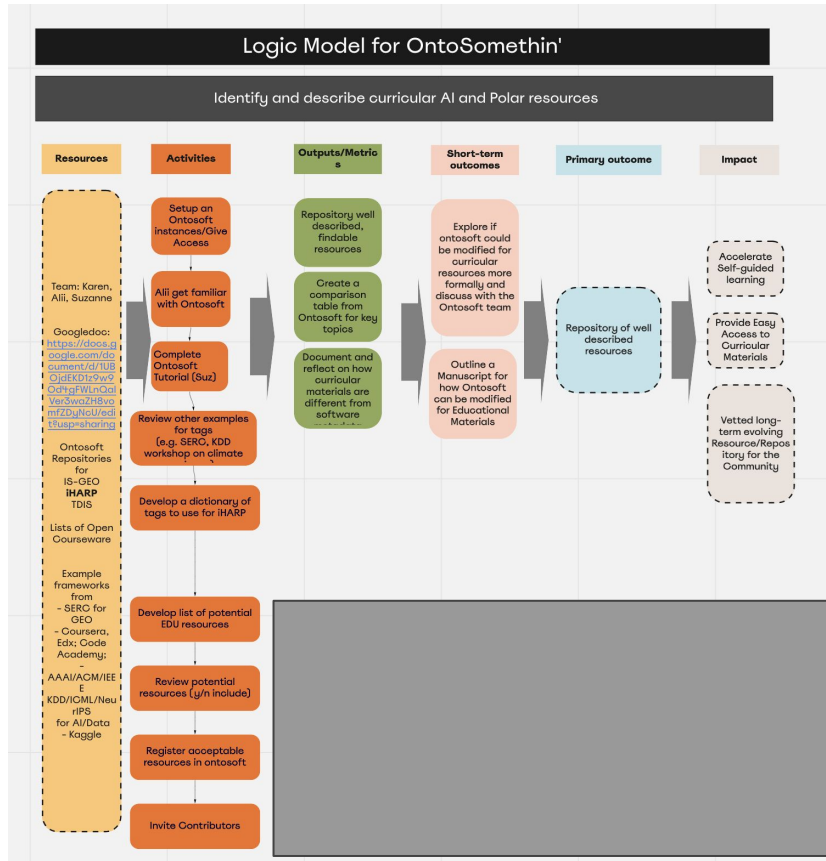 Logic Model for OntoSomethin'
Identify and describe curricular AI and Polar resources
Resources
Activities
Outputs/Metric
s
Short-term
outcomes
Primary outcome
Impact
Team: Karen,
Alii, Suzanne
Googledoc:
https://docs.g
oogle.com/do
cument/d/1UB
OjdEKD1z9w9
Od4gFWLnQal
Ver3waZH8vo
mfZDyNcU/edi
t?usp=sharing
Ontosoft
Repositories
for
IS-GEO
iHARP
TDIS
Lists of Open
Courseware
Example
frameworks
from
- SERC for
GEO
- Coursera,
Edx; Code
Academy;
-
AAAI/ACM/IEE
E
KDD/ICML/Neu
rIPS
for AI/Data
- Kaggle
Setup an
Ontosoft
instances/Give
Access
Alii get familiar
with Ontosoft
Complete
Ontosoft
Tutorial (Suz)
Review other examples
for tags
(e.g. SERC, KDD
workshop on climate
Develop a dictionary of
tags to use for iHARP
Develop list of potential
EDU resources
Review potential
resources (y/n include)
Register acceptable
resources in ontosoft
Invite Contributors
Repository well
described,
findable
resources
Create a
comparison
table from
Ontosoft for key
topics
Document and
reflect on how
curricular
materials are
different from
software
metadata
Explore if
ontosoft could
be modified for
curricular
resources more
formally and
discuss with the
Ontosoft team
Outline a
Manuscript for
how Ontosoft
can be modified
for Educational
Materials
Repository of well
described
resources
Accelerate
Self-guided
learning
Provide Easy
Access to
Curricular
Materials
Vetted long-
term evolving
Resource/Repos
itory for the
Community